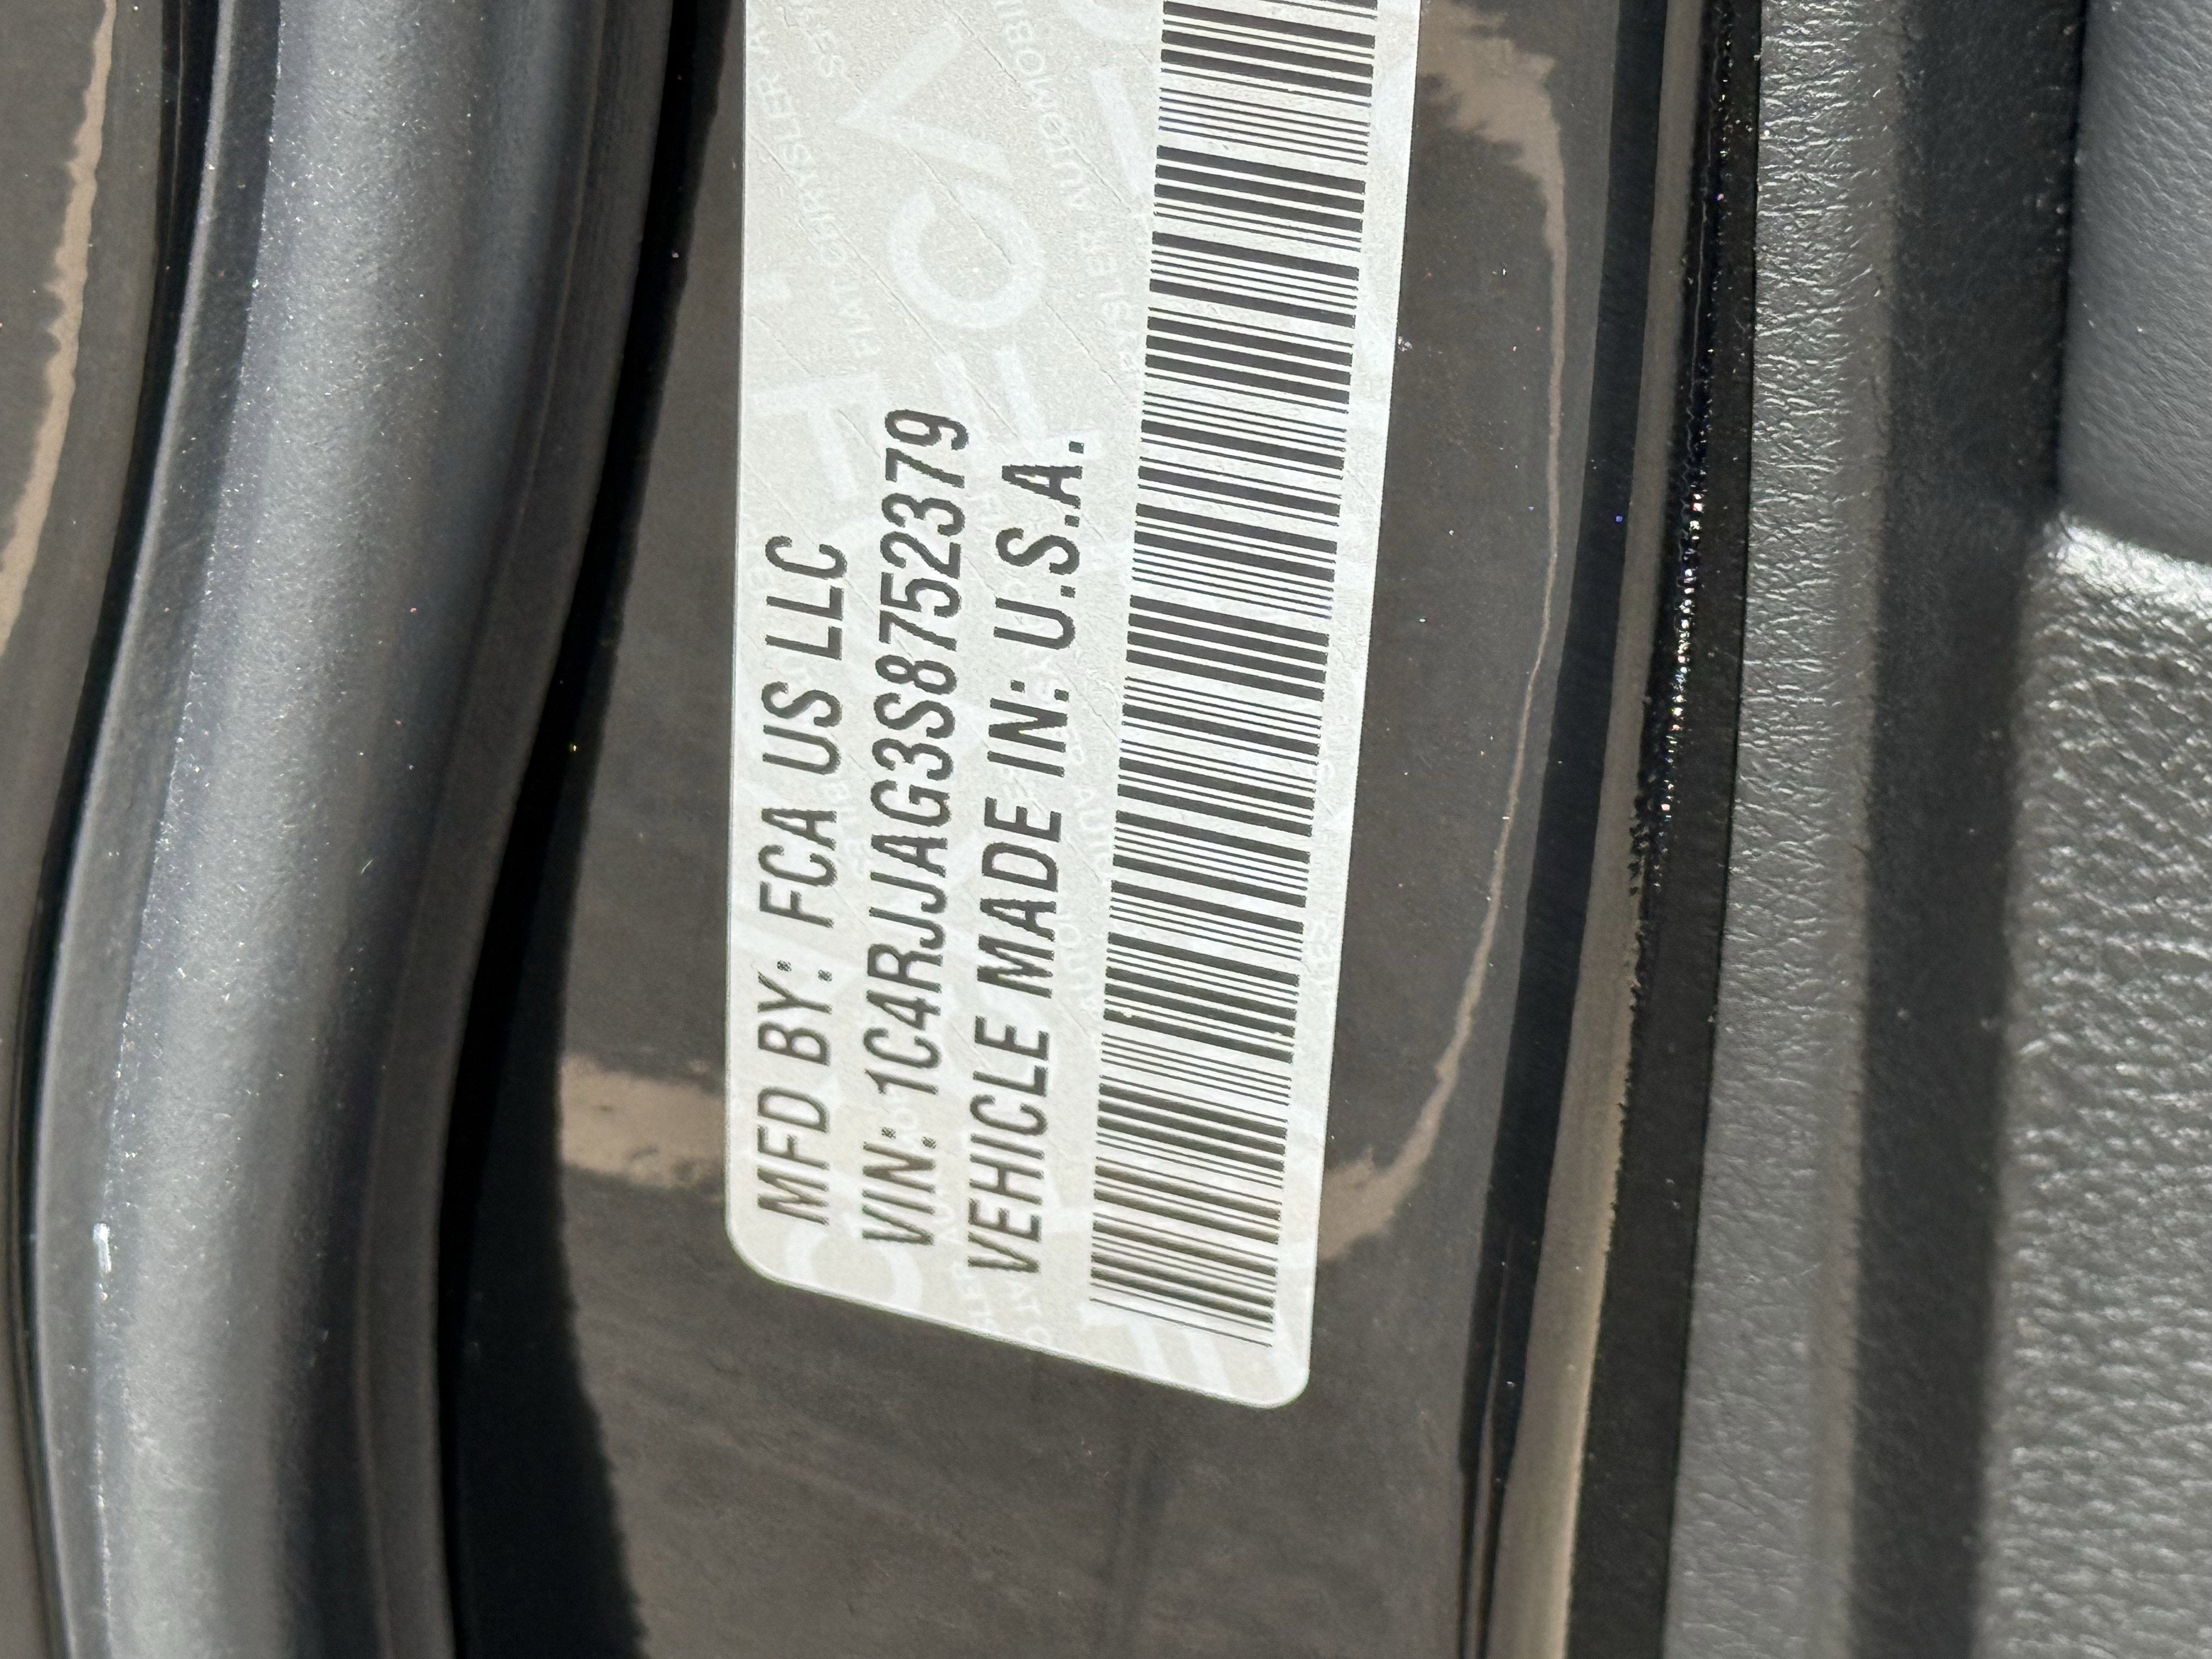 MFD BY: FCA US LLC
VIN: 1C4RJJAG3S8752379
VEHICLE MADE IN: U.S.A.